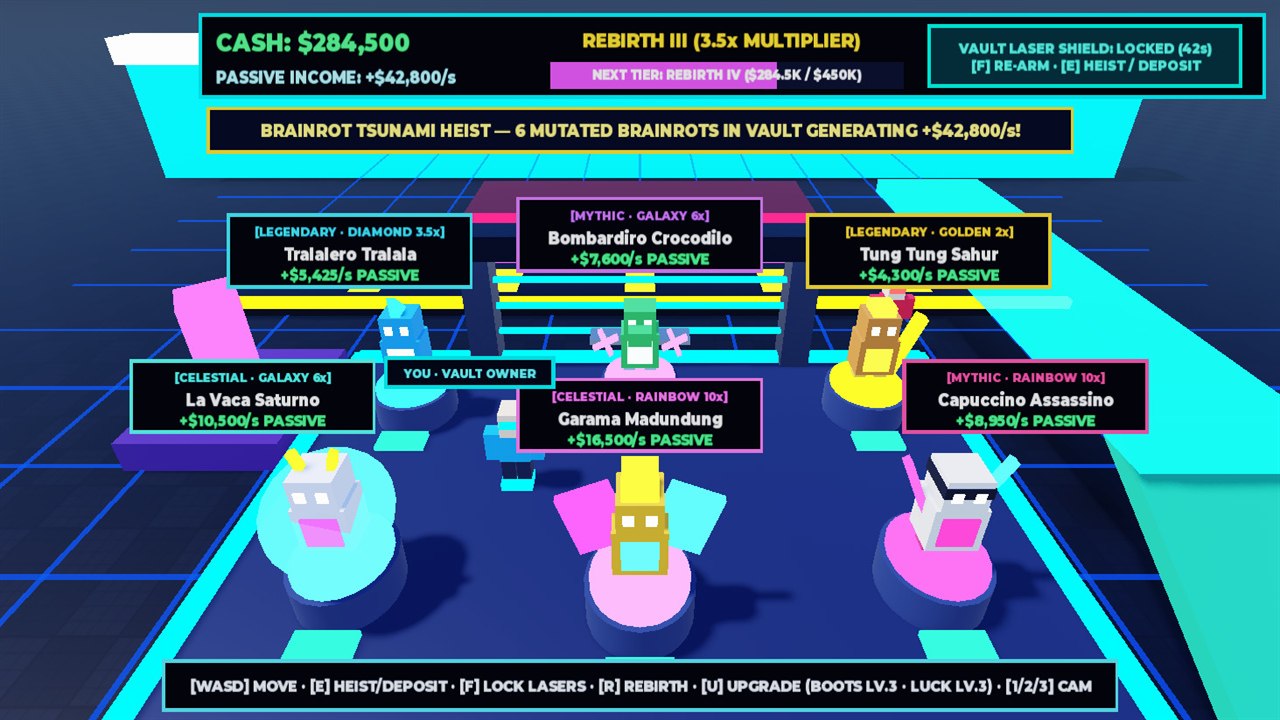 CASH: $284,500
PASSIVE INCOME: +$42,800/s
REBIRTH III (3.5x MULTIPLIER)
NEXT TIER: REBIRTH IV ($284.5K / $450K)
VAULT LASER SHIELD: LOCKED (42s)
[F] RE-ARM · [E] HEIST / DEPOSIT
BRAINROT TSUNAMI HEIST — 6 MUTATED BRAINROTS IN VAULT GENERATING +$42,800/s!
[LEGENDARY · DIAMOND 3.5x]
Tralalero Tralala
+$5,425/s PASSIVE
[MYTHIC · GALAXY 6x]
Bombardiro Crocodilo
+$7,600/s PASSIVE
[LEGENDARY · GOLDEN 2x]
Tung Tung Sahur
+$4,300/s PASSIVE
[CELESTIAL · GALAXY 6x]
La Vaca Saturno
+$10,500/s PASSIVE
YOU · VAULT OWNER
[CELESTIAL · RAINBOW 10x]
Garama Madundung
+$16,500/s PASSIVE
[MYTHIC · RAINBOW 10x]
Capuccino Assassino
+$8,950/s PASSIVE
[WASD] MOVE · [E] HEIST/DEPOSIT · [F] LOCK LASERS · [R] REBIRTH · [U] UPGRADE (BOOTS LV.3 · LUCK LV.3) · [1/2/3] CAM